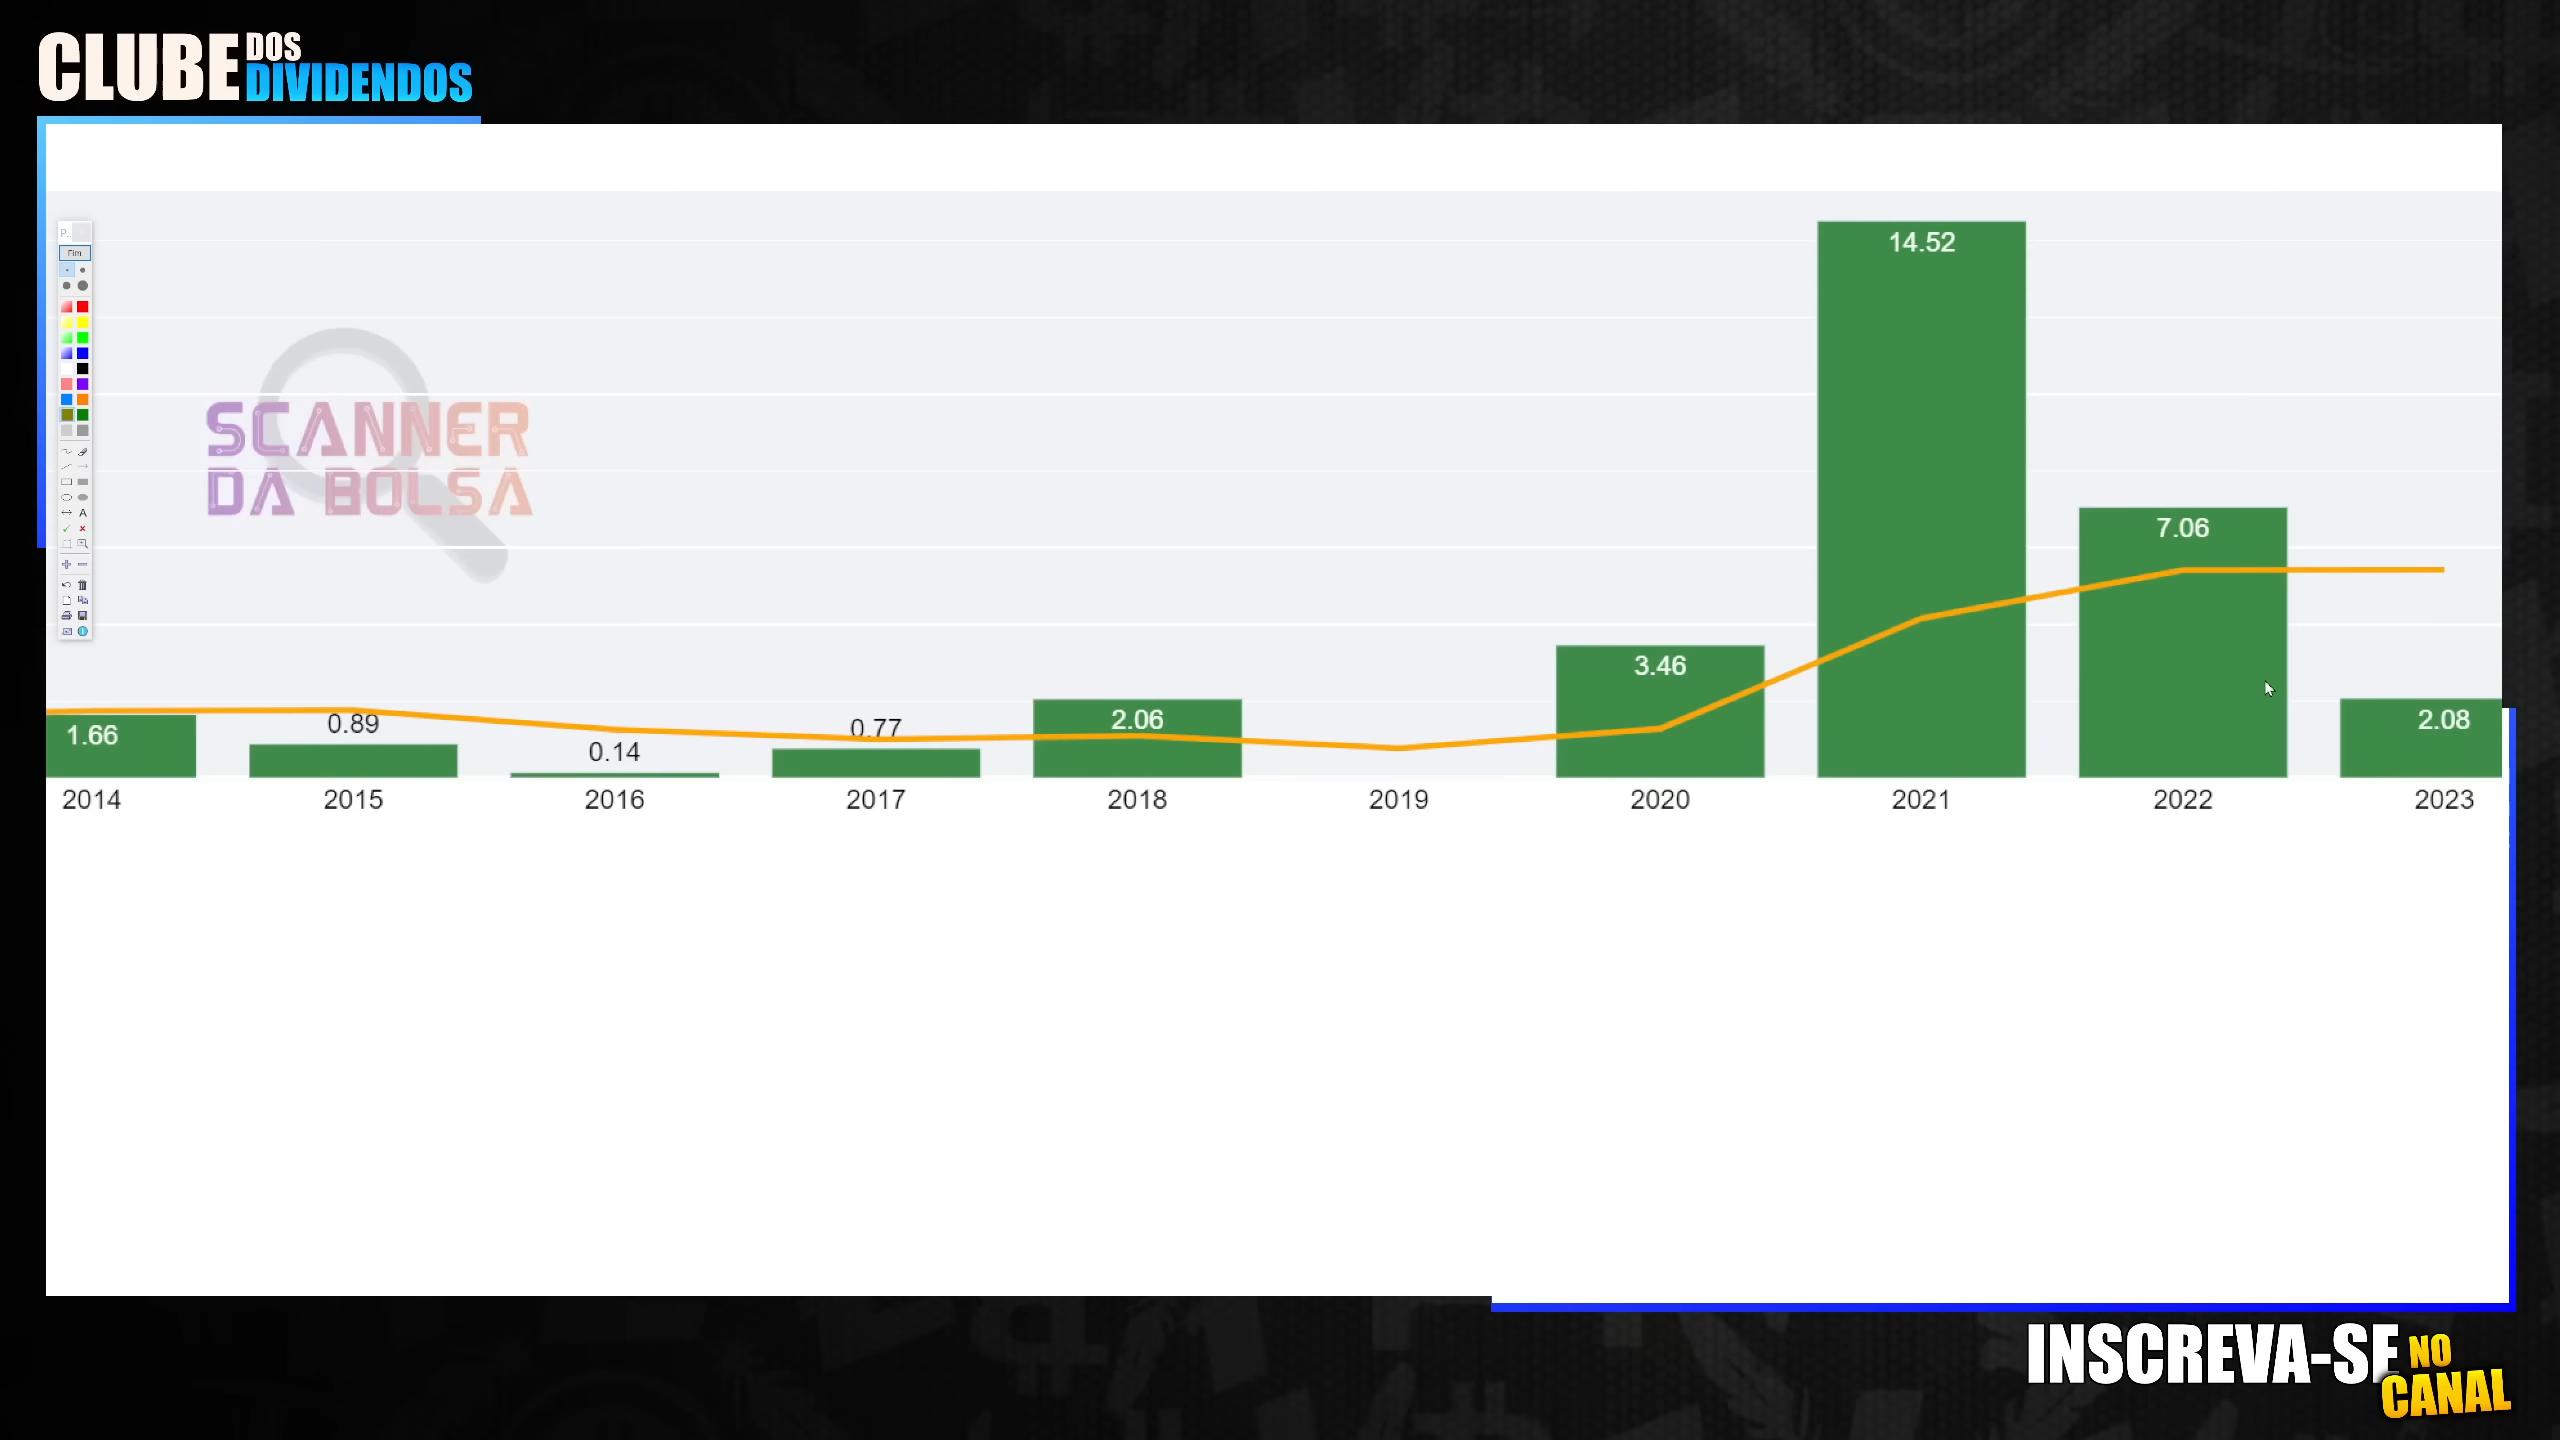 CLUBE DOS DIVIDENDOS
P...
Fim
A
SCANNER
DA BOLSA
14.52
7.06
3.46
2.06
2.08
1.66
0.89
0.77
0.14
2014 2015 2016 2017 2018 2019 2020 2021 2022 2023
INSCREVA-SE NO
CANAL